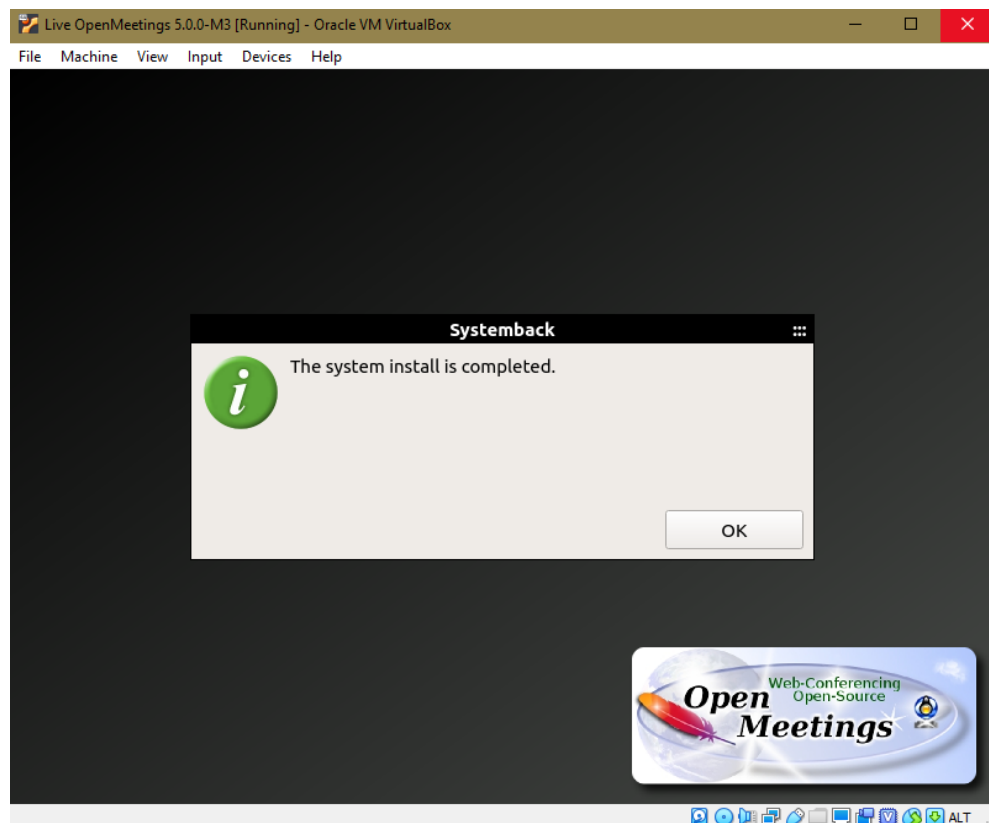 Live OpenMeetings 5.0.0-M3 [Running] - Oracle VM VirtualBox
File Machine View Input Devices Help
Systemback
The system install is completed.
OK
Web-Conferencing
Open-Source
Open
Meetings
ALT